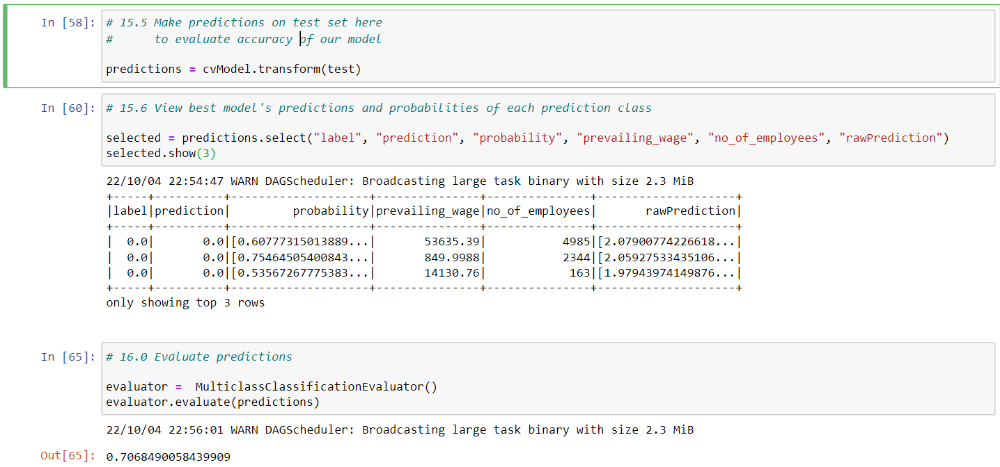 In [58]: # 15.5 Make predictions on test set here
#      to evaluate accuracy of our model
predictions = cvModel.transform(test)
In [60]: # 15.6 View best model's predictions and probabilities of each prediction class
selected = predictions.select("label", "prediction", "probability", "prevailing_wage", "no_of_employees", "rawPrediction")
selected.show(3)
22/10/04 22:54:47 WARN DAGScheduler: Broadcasting large task binary with size 2.3 MiB
+-----+----------+--------------------+---------------+---------------+--------------------+
|label|prediction|         probability|prevailing_wage|no_of_employees|       rawPrediction|
+-----+----------+--------------------+---------------+---------------+--------------------+
|  0.0|       0.0|[0.60777315013889...|       53635.39|           4985|[2.07900774226618...|
|  0.0|       0.0|[0.75464505400843...|       849.9988|           2344|[2.05927533435106...|
|  0.0|       0.0|[0.53567267775383...|       14130.76|            163|[1.97943974149876...|
+-----+----------+--------------------+---------------+---------------+--------------------+
only showing top 3 rows
In [65]: # 16.0 Evaluate predictions
evaluator =  MulticlassClassificationEvaluator()
evaluator.evaluate(predictions)
22/10/04 22:56:01 WARN DAGScheduler: Broadcasting large task binary with size 2.3 MiB
Out[65]: 0.7068490058439909